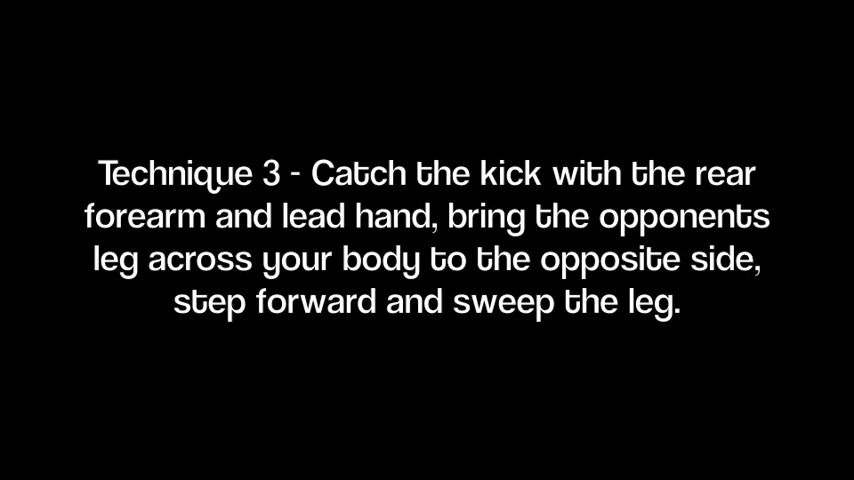 Technique 3 - Catch the kick with the rear
forearm and lead hand, bring the opponents
leg across your body to the opposite side,
step forward and sweep the leg.